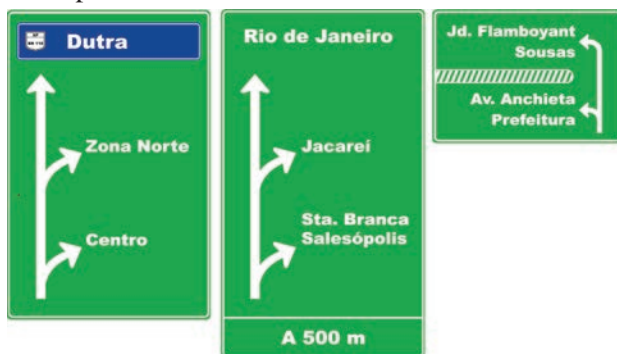 Dutra
Zona Norte
Centro
Rio de Janeiro
Jacareí
Sta. Branca
Salesópolis
A 500 m
Jd. Flamboyant
Sousas
Av. Anchieta
Prefeitura